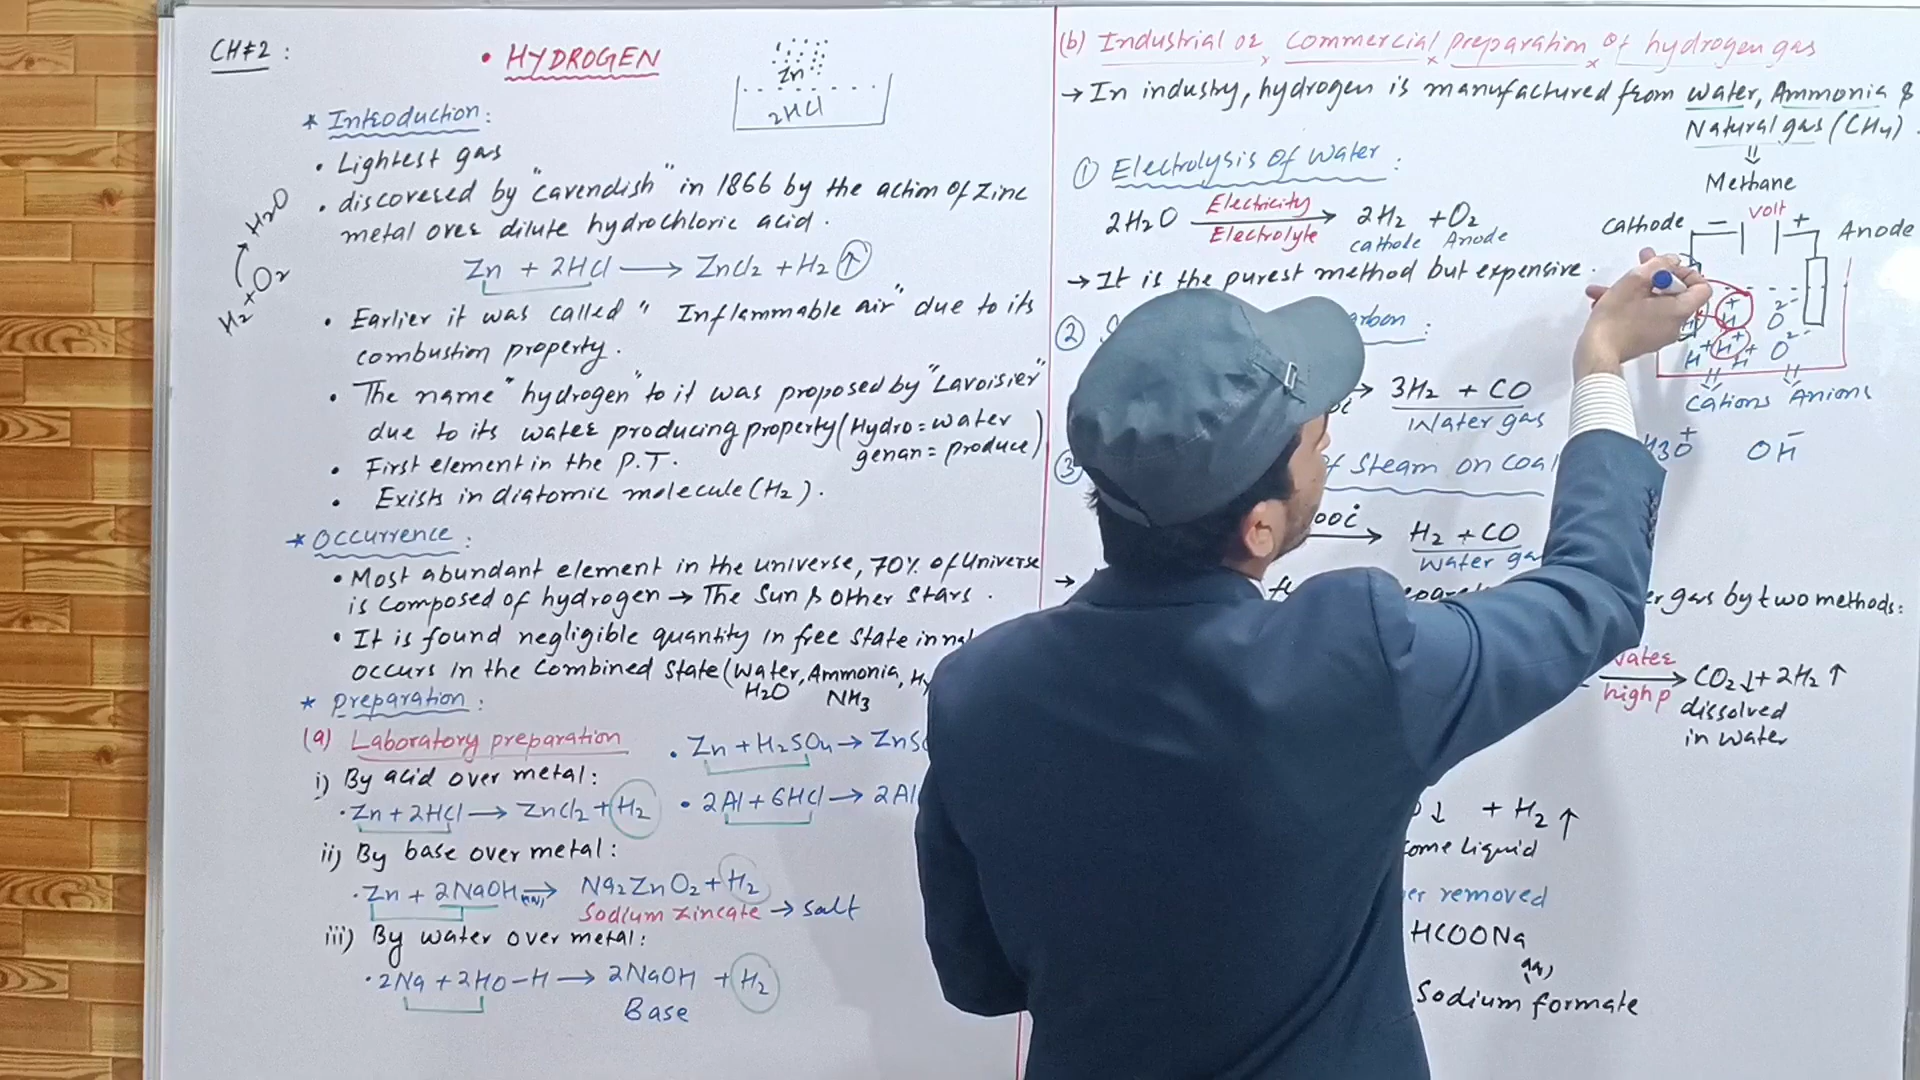 CH#2:
• HYDROGEN
Zn
2HCl
* Introduction:
• Lightest gas
• discovered by "Cavendish" in 1866 by the action of Zinc
metal over dilute hydrochloric acid.
Zn + 2HCl → ZnCl2 + H2 ↑
H2+O2 → H2O
• Earlier it was called " Inflammable air" due to its
combustion property.
• The name "hydrogen" to it was proposed by "Lavoisier"
due to its water producing property (Hydro = water
genan = produce)
• First element in the P.T.
• Exists in diatomic molecule (H2).
* Occurrence:
• Most abundant element in the universe, 70% of Universe
is composed of hydrogen → The Sun & other stars.
• It is found negligible quantity in free state in
occurs in the Combined State (Water, Ammonia,
H2O NH3
* Preparation:
(a) Laboratory preparation
i) By acid over metal:
• Zn + 2HCl → ZnCl2 + H2
• Zn + H2SO4 →
• 2Al + 6HCl →
ii) By base over metal:
• Zn + 2NaOH → Na2ZnO2 + H2
Sodium zincate → salt
iii) By water over metal:
• 2Na + 2HO-H → 2NaOH + H2
Base
(b) Industrial or Commercial preparation of hydrogen gas
→ In industry, hydrogen is manufactured from water, Ammonia &
Natural gas (CH4).
Methane
① Electrolysis of Water:
2H2O Electricity Electrolyte → 2H2 + O2
Cathode Anode
→ It is the purest method but expensive.
Cathode − Volt + Anode
H+ H+ H+ O2- O2-
Cations Anions
OH−
②
→ 3H2 + CO
Water gas
③ of Steam on Coal
→ H2 + CO
Water
→ gas by two methods:
high p → CO2 ↓ + 2H2 ↑
dissolved
in water
↓ + H2 ↑
Liquid
removed
HCOONa
Sodium formate